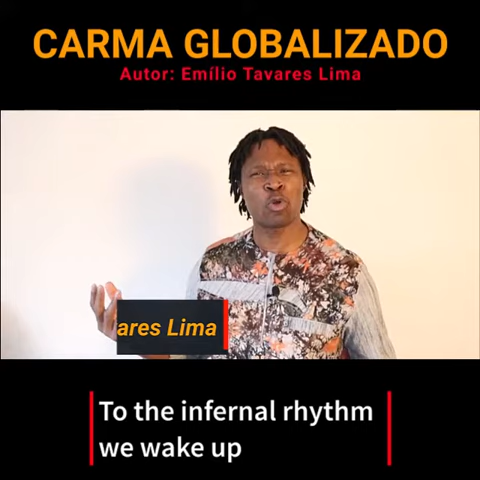 CARMA GLOBALIZADO
Autor: Emílio Tavares Lima
ares Lima
To the infernal rhythm
we wake up